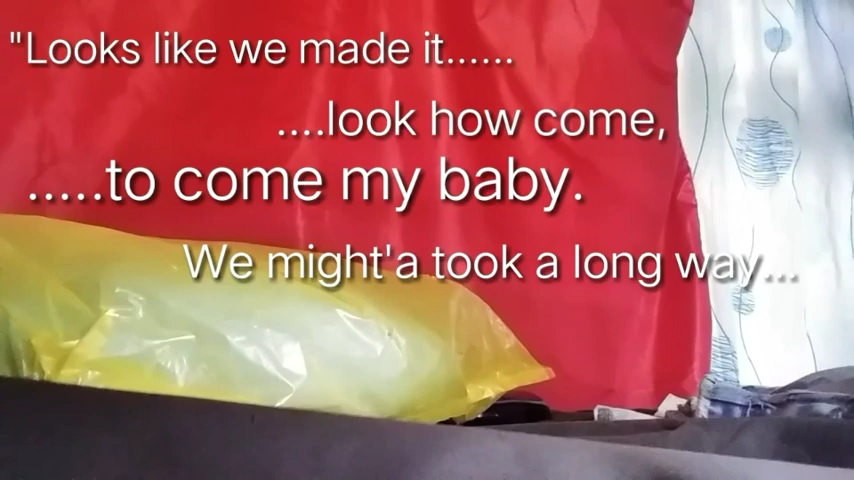 "Looks like we made it......
....look how come,
.....to come my baby.
We might'a took a long way...